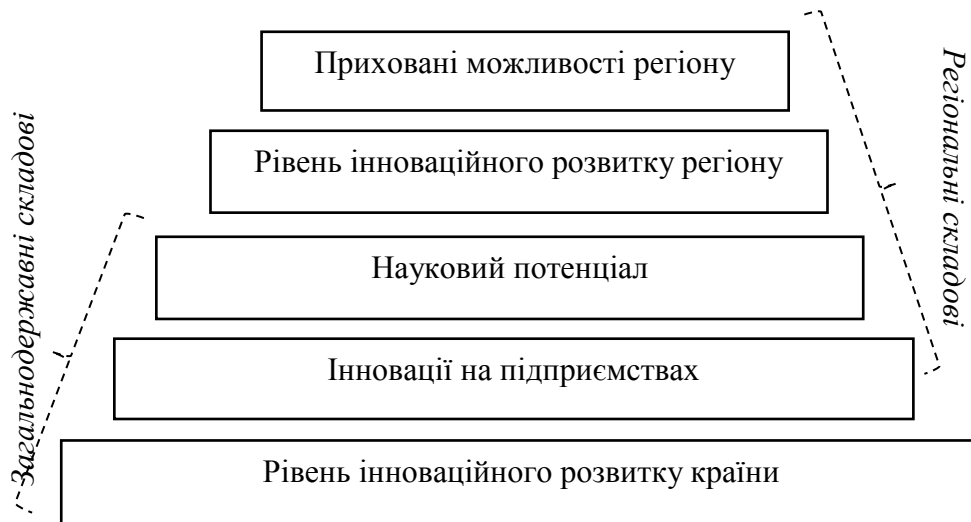 Приховані можливості регіону
Рівень інноваційного розвитку регіону
Науковий потенціал
Інновації на підприємствах
Рівень інноваційного розвитку країни
Загальнодержавні складові
Регіональні складові